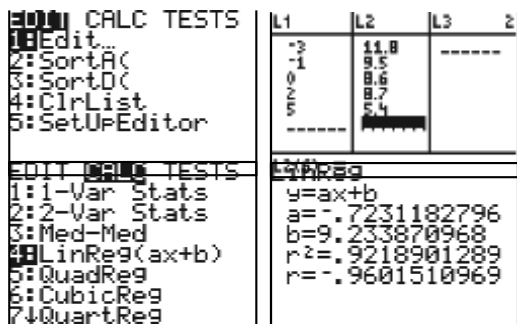 EDIT CALC TESTS
1:Edit…
2:SortA(
3:SortD(
4:ClrList
5:SetUpEditor
L1 L2 L3 2
-3 11.8 ------
-1 9.5
0 8.6
2 8.7
5 5.4
------
EDIT CALC TESTS
1:1-Var Stats
2:2-Var Stats
3:Med-Med
4:LinReg(ax+b)
5:QuadReg
6:CubicReg
7↓QuartReg
LinReg
y=ax+b
a=-.7231182796
b=9.233870968
r²=.9218901289
r=-.9601510969